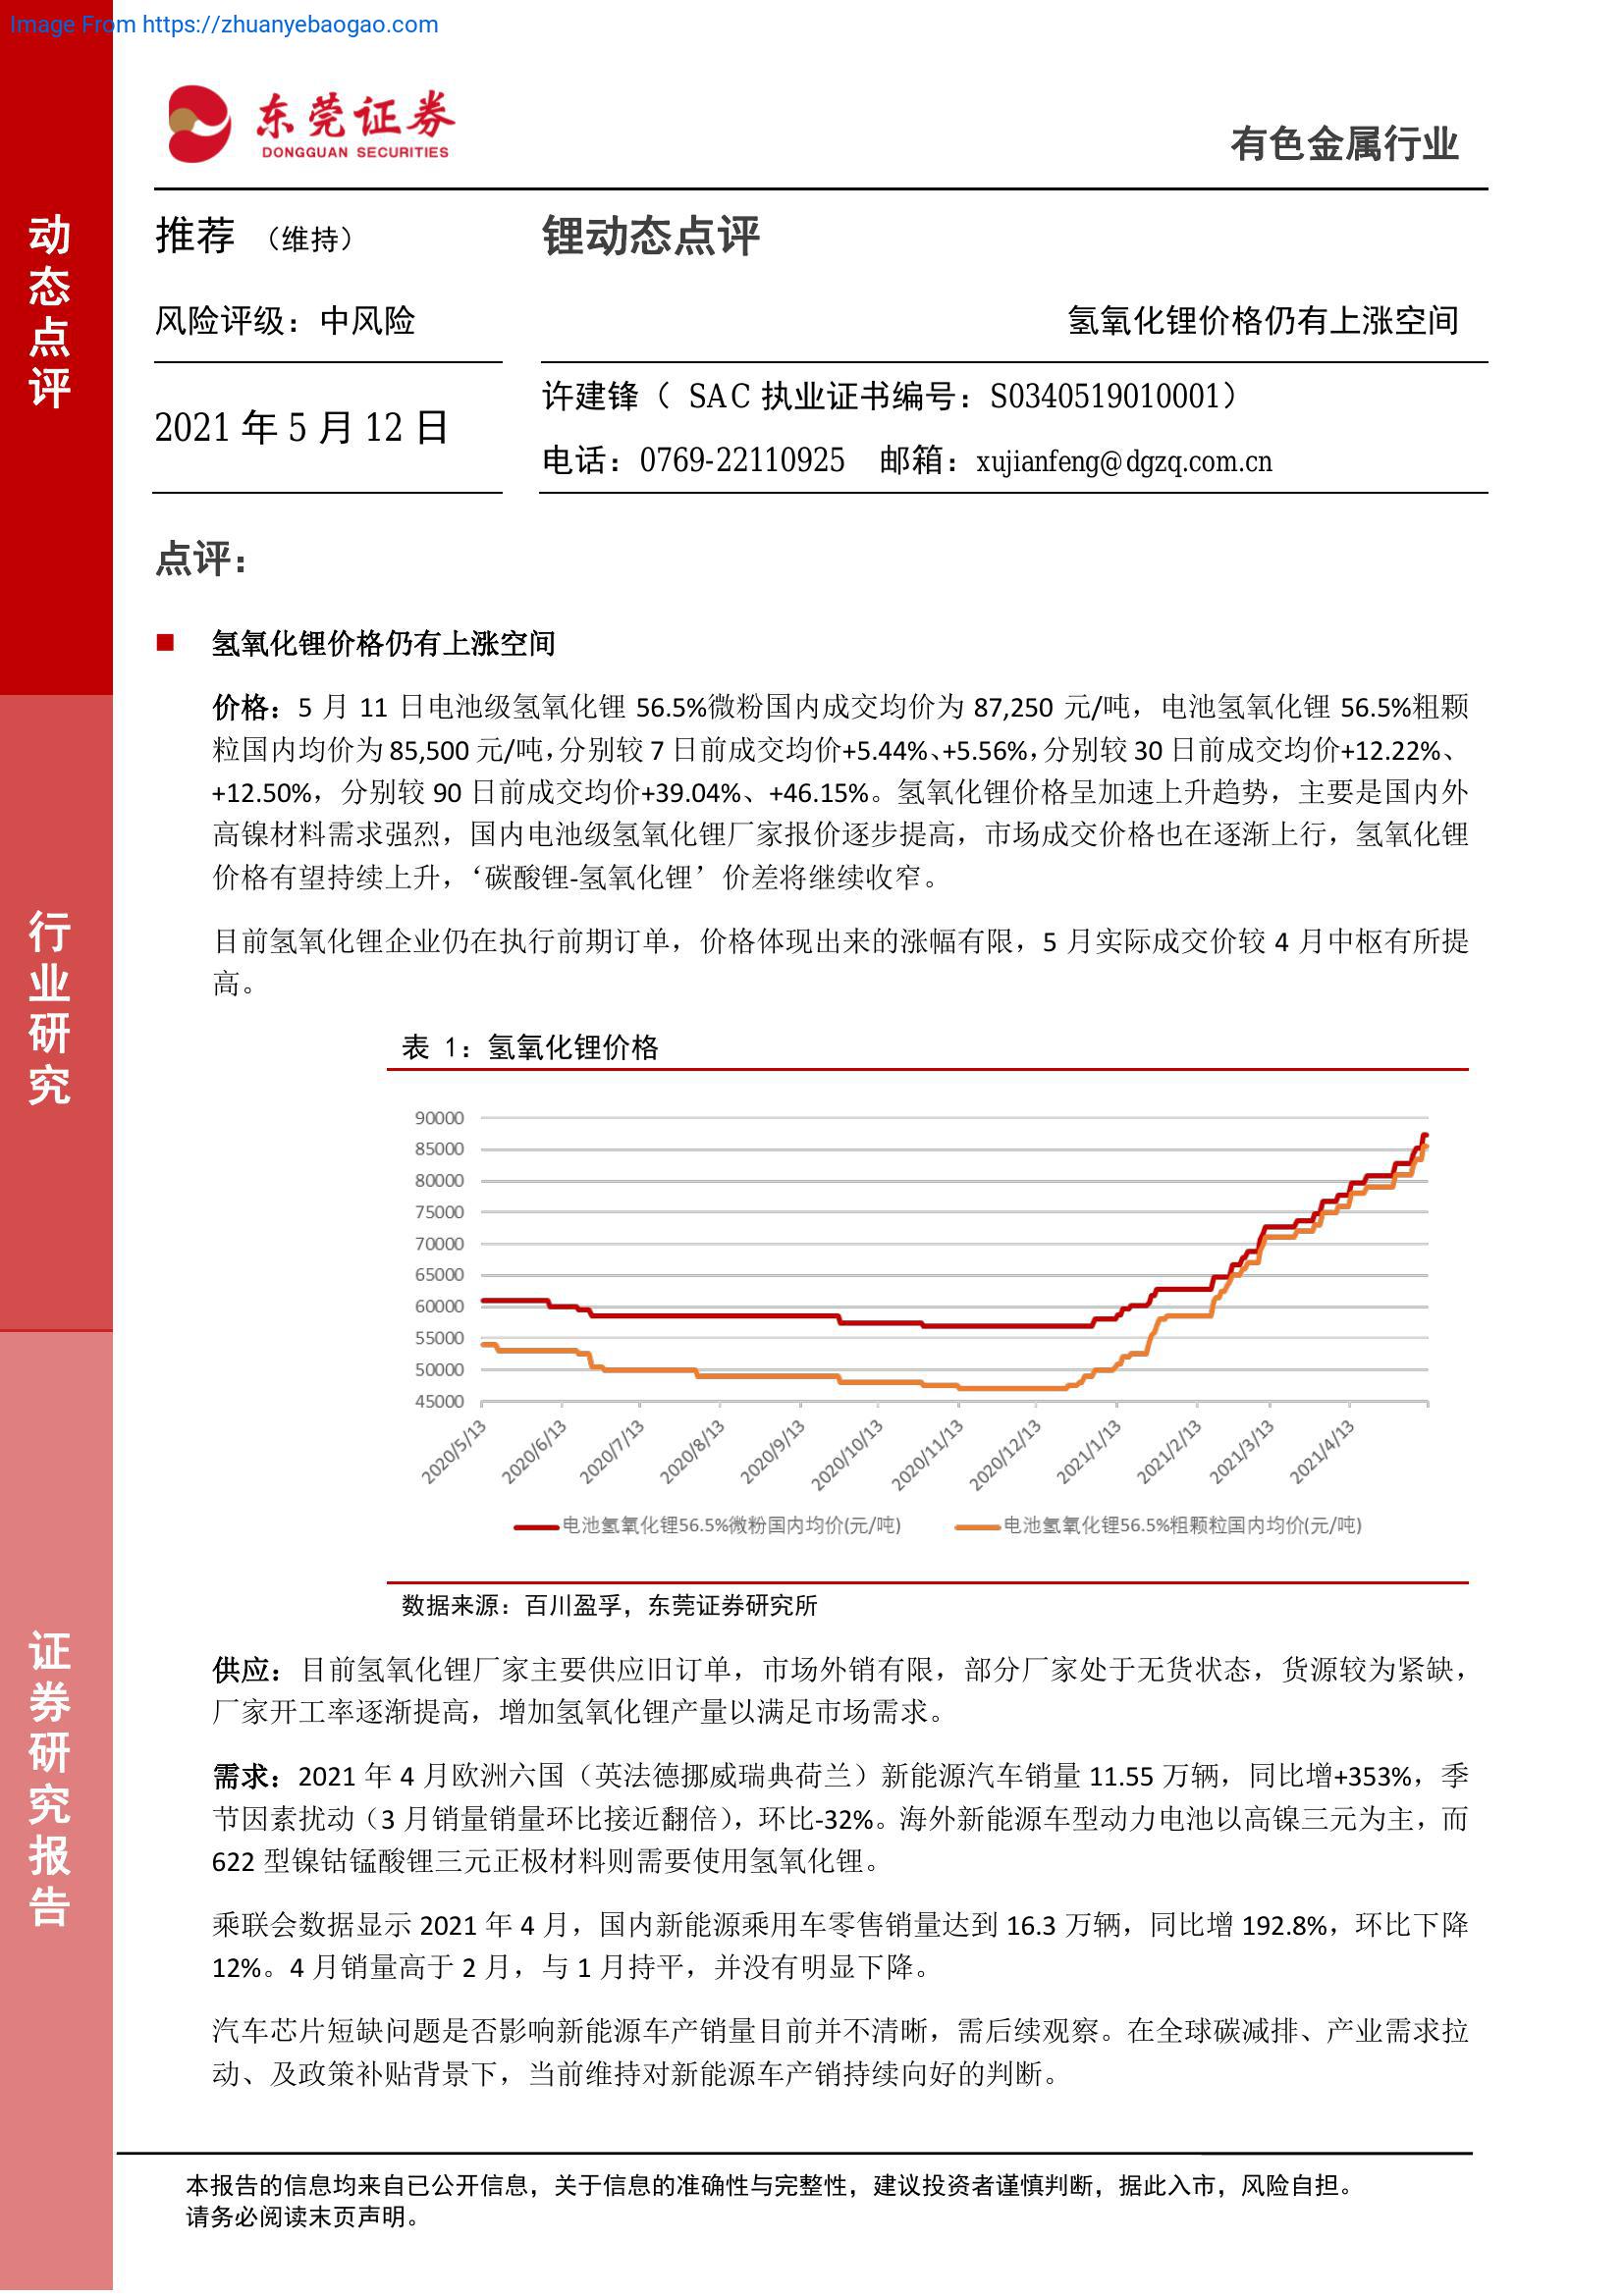 Image From https://zhuanyebaogao.com
东莞证券
DONGGUAN SECURITIES
有色金属行业
动态点评
行业研究
证券研究报告
推荐 （维持）
锂动态点评
风险评级：中风险
氢氧化锂价格仍有上涨空间
2021 年 5 月 12 日
许建锋（ SAC 执业证书编号：S0340519010001）
电话：0769-22110925 邮箱：xujianfeng@dgzq.com.cn
点评：
■ 氢氧化锂价格仍有上涨空间
价格：5 月 11 日电池级氢氧化锂 56.5%微粉国内成交均价为 87,250 元/吨，电池氢氧化锂 56.5%粗颗
粒国内均价为 85,500 元/吨，分别较 7 日前成交均价+5.44%、+5.56%，分别较 30 日前成交均价+12.22%、
+12.50%，分别较 90 日前成交均价+39.04%、+46.15%。氢氧化锂价格呈加速上升趋势，主要是国内外
高镍材料需求强烈，国内电池级氢氧化锂厂家报价逐步提高，市场成交价格也在逐渐上行，氢氧化锂
价格有望持续上升，‘碳酸锂-氢氧化锂’价差将继续收窄。
目前氢氧化锂企业仍在执行前期订单，价格体现出来的涨幅有限，5 月实际成交价较 4 月中枢有所提
高。
表 1：氢氧化锂价格
90000
85000
80000
75000
70000
65000
60000
55000
50000
45000
2020/5/13
2020/6/13
2020/7/13
2020/8/13
2020/9/13
2020/10/13
2020/11/13
2020/12/13
2021/1/13
2021/2/13
2021/3/13
2021/4/13
电池氢氧化锂56.5%微粉国内均价(元/吨)
电池氢氧化锂56.5%粗颗粒国内均价(元/吨)
数据来源：百川盈孚，东莞证券研究所
供应：目前氢氧化锂厂家主要供应旧订单，市场外销有限，部分厂家处于无货状态，货源较为紧缺，
厂家开工率逐渐提高，增加氢氧化锂产量以满足市场需求。
需求：2021 年 4 月欧洲六国（英法德挪威瑞典荷兰）新能源汽车销量 11.55 万辆，同比增+353%，季
节因素扰动（3 月销量销量环比接近翻倍），环比-32%。海外新能源车型动力电池以高镍三元为主，而
622 型镍钴锰酸锂三元正极材料则需要使用氢氧化锂。
乘联会数据显示 2021 年 4 月，国内新能源乘用车零售销量达到 16.3 万辆，同比增 192.8%，环比下降
12%。4 月销量高于 2 月，与 1 月持平，并没有明显下降。
汽车芯片短缺问题是否影响新能源车产销量目前并不清晰，需后续观察。在全球碳减排、产业需求拉
动、及政策补贴背景下，当前维持对新能源车产销持续向好的判断。
本报告的信息均来自已公开信息，关于信息的准确性与完整性，建议投资者谨慎判断，据此入市，风险自担。
请务必阅读末页声明。